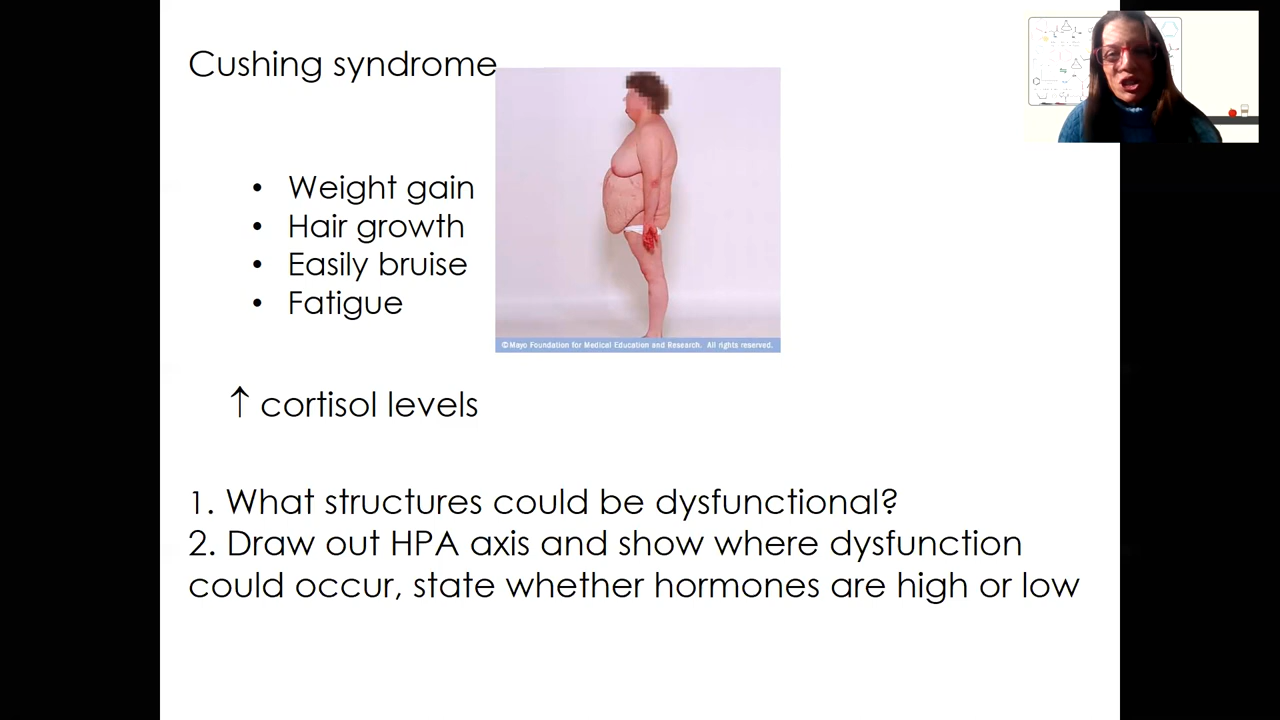 Cushing syndrome
• Weight gain
• Hair growth
• Easily bruise
• Fatigue
©Mayo Foundation for Medical Education and Research. All rights reserved.
↑ cortisol levels
1. What structures could be dysfunctional?
2. Draw out HPA axis and show where dysfunction
could occur, state whether hormones are high or low